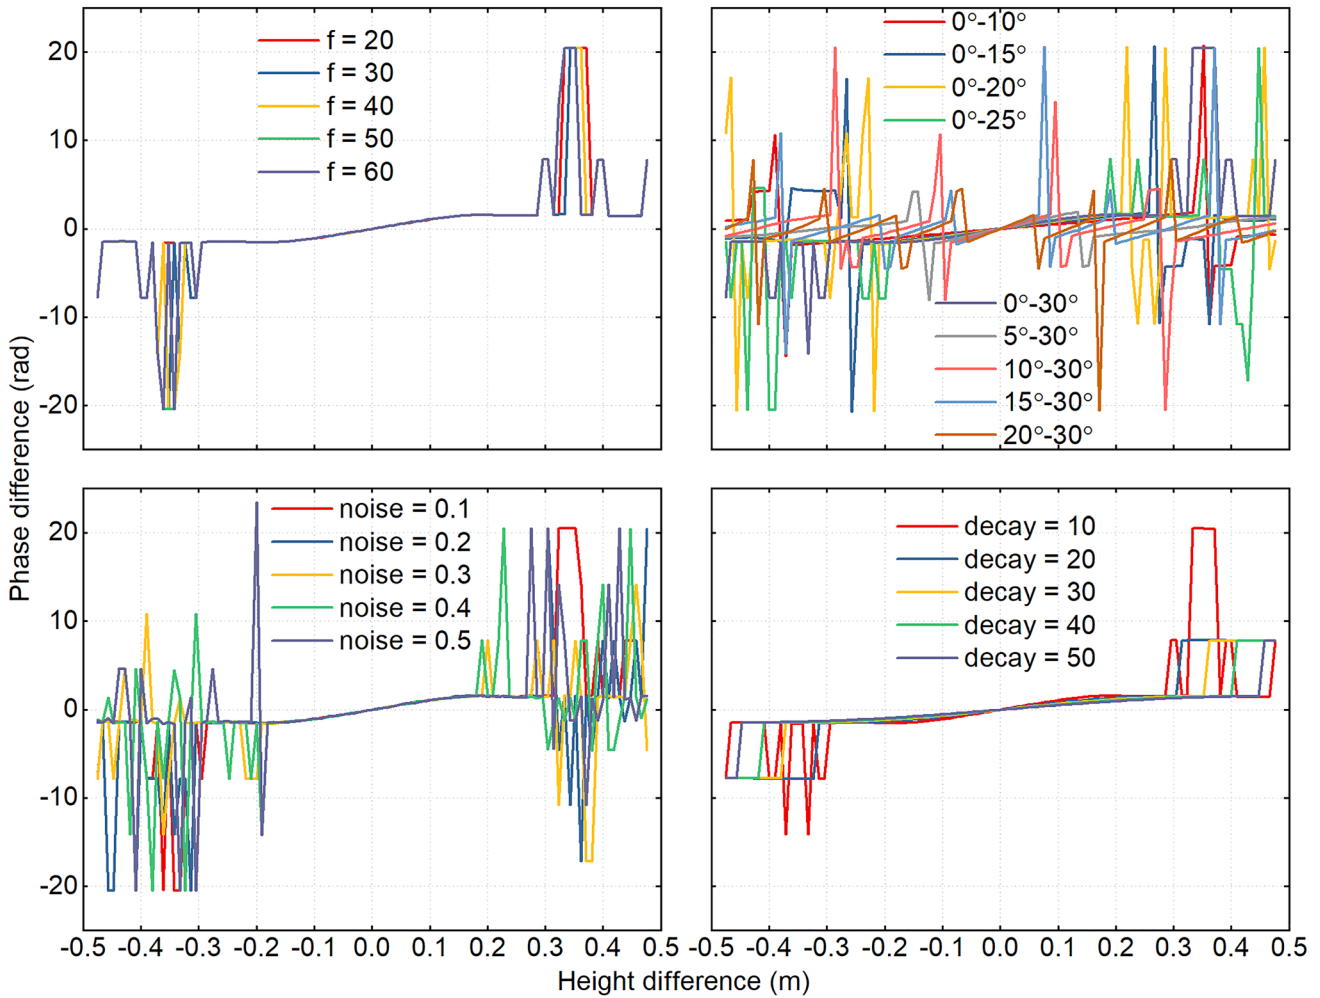 20
10
0
-10
-20
f = 20
f = 30
f = 40
f = 50
f = 60
0°-10°
0°-15°
0°-20°
0°-25°
0°-30°
5°-30°
10°-30°
15°-30°
20°-30°
Phase difference (rad)
20
10
0
-10
-20
noise = 0.1
noise = 0.2
noise = 0.3
noise = 0.4
noise = 0.5
decay = 10
decay = 20
decay = 30
decay = 40
decay = 50
-0.5 -0.4 -0.3 -0.2 -0.1 0.0 0.1 0.2 0.3 0.4 0.5
-0.5 -0.4 -0.3 -0.2 -0.1 0.0 0.1 0.2 0.3 0.4 0.5
Height difference (m)